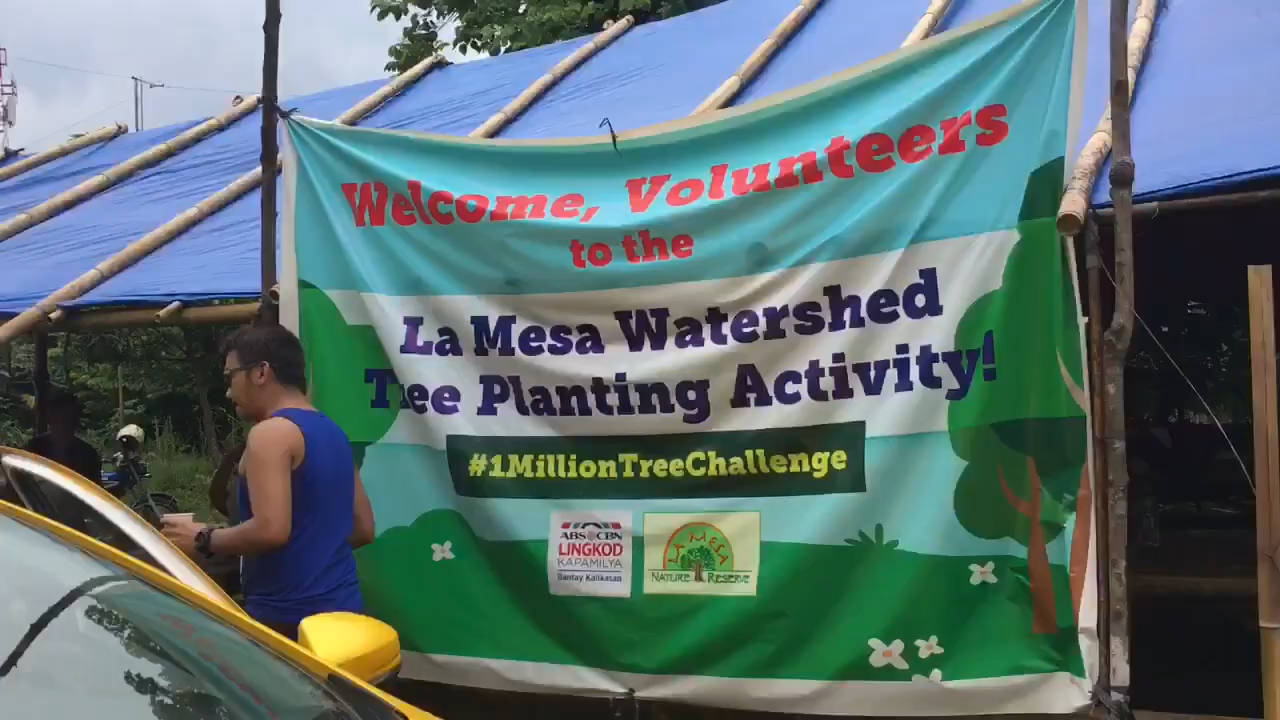 Welcome, Volunteers
to the
La Mesa Watershed
Tree Planting Activity!
#1MillionTreeChallenge
ABS CBN
LINGKOD
KAPAMILYA
Bantay Kalikasan
LA MESA
NATURE RESERVE